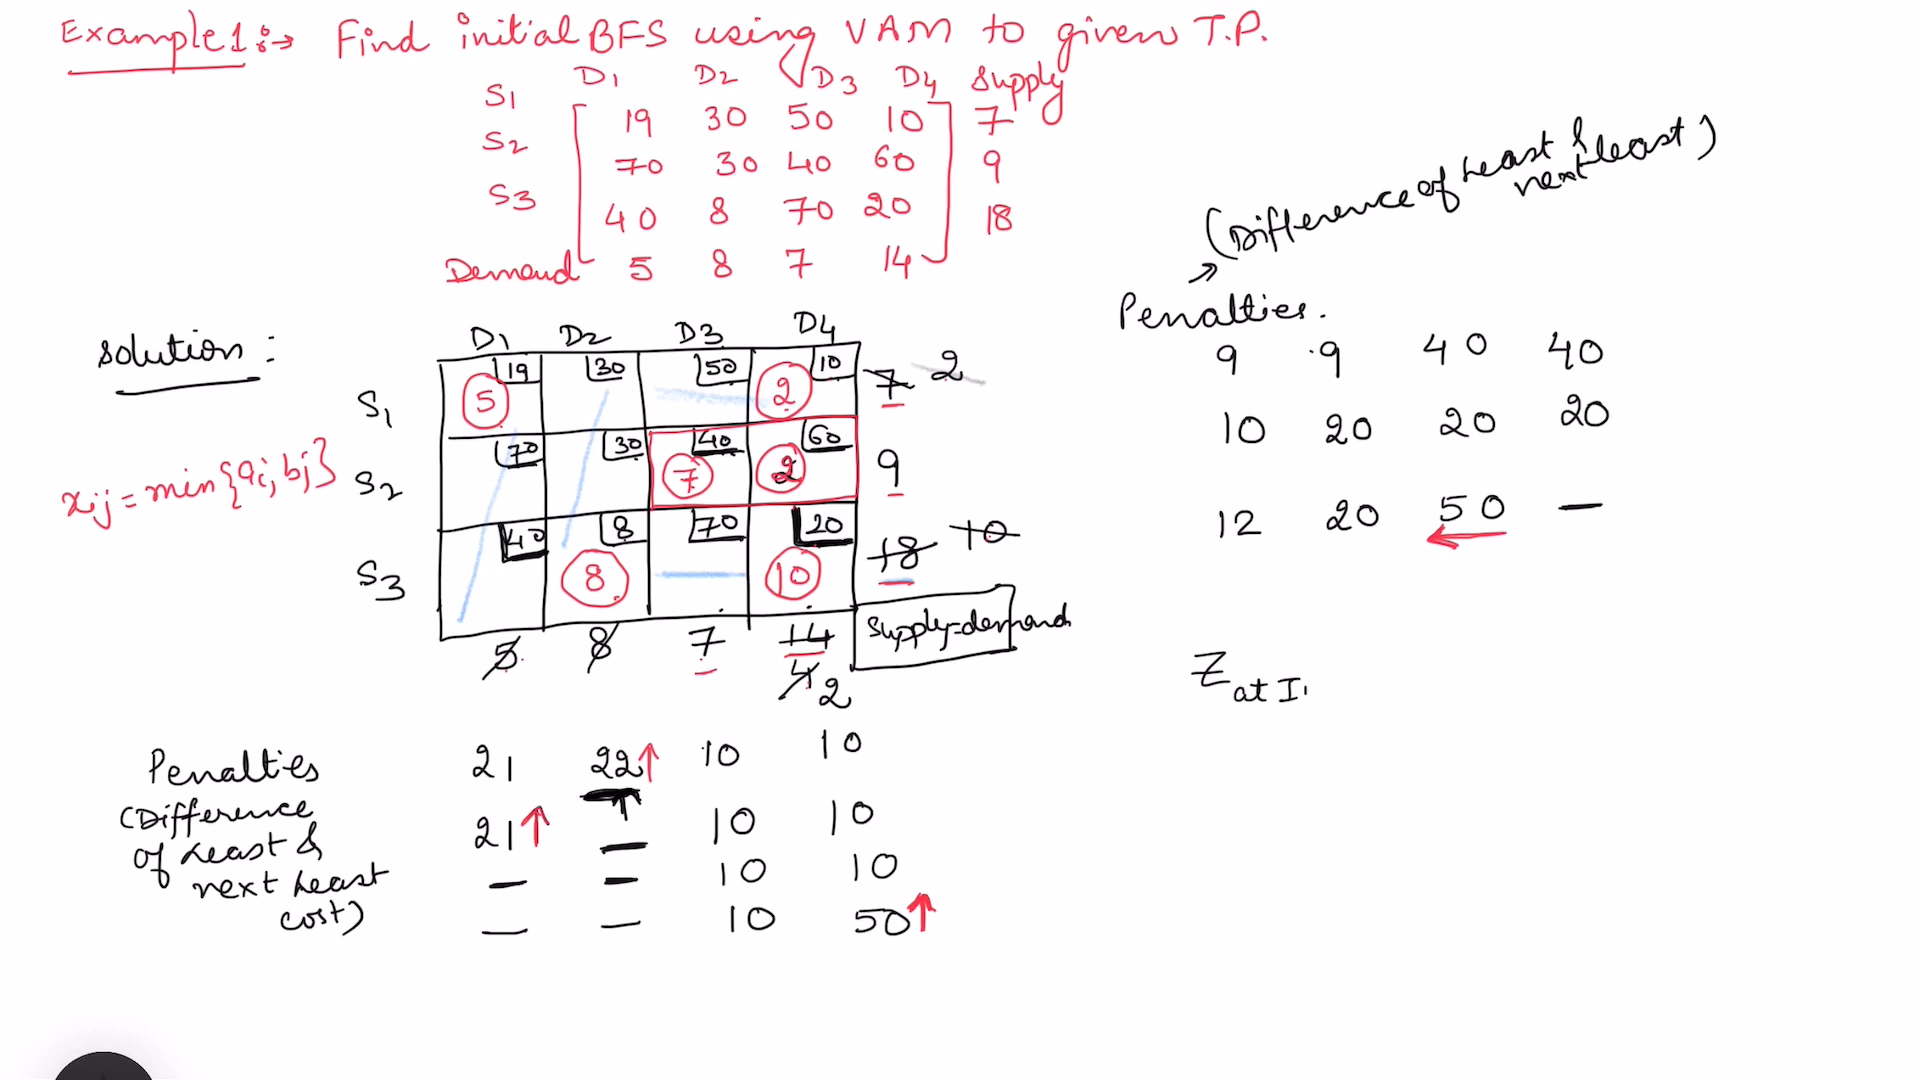 Example1:→ Find initial BFS using VAM to given T.P.
D1 D2 D3 D4 Supply
S1 19 30 50 10 7
S2 70 30 40 60 9
S3 40 8 70 20 18
Demand 5 8 7 14
(Difference of Least & next least)
Penalties.
Solution :
D1 D2 D3 D4
S1 5 19 30 50 2 10 7 2 9 9 40 40
S2 70 30 7 40 2 60 9 10 20 20 20
S3 40 8 8 70 10 20 18 10 12 20 50 —
xij = min{ai, bj}
5 8 7 14 Supply=demand
4 2
Z at I.
Penalties 21 22↑ 10 10
(Difference 21↑ — 10 10
of Least & — — 10 10
next Least — — 10 50↑
cost)